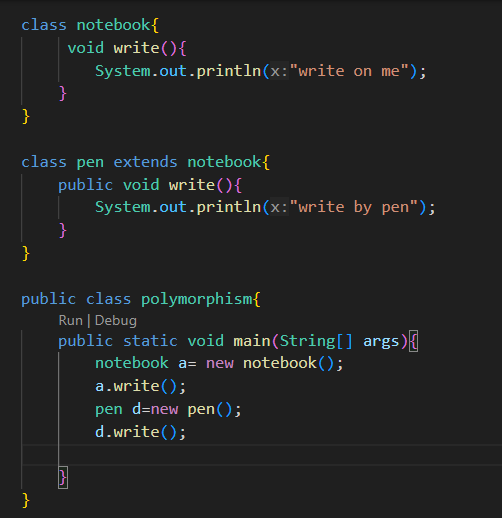 class notebook{
void write(){
System.out.println(x:"write on me");
}
}
class pen extends notebook{
public void write(){
System.out.println(x:"write by pen");
}
}
public class polymorphism{
Run | Debug
public static void main(String[] args){
notebook a= new notebook();
a.write();
pen d=new pen();
d.write();
}
}